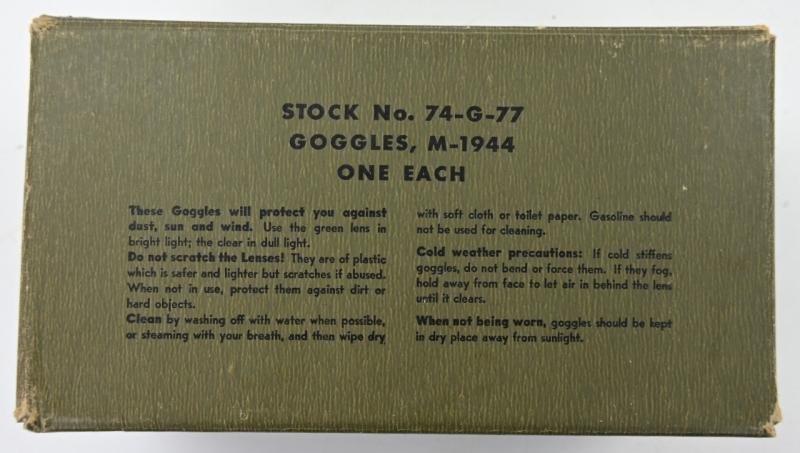 STOCK No. 74-G-77
GOGGLES, M-1944
ONE EACH
These Goggles will protect you against
dust, sun and wind. Use the green lens in
bright light; the clear in dull light.
Do not scratch the Lenses! They are of plastic
which is safer and lighter but scratches if abused.
When not in use, protect them against dirt or
hard objects.
Clean by washing off with water when possible,
or steaming with your breath, and then wipe dry
with soft cloth or toilet paper. Gasoline should
not be used for cleaning.
Cold weather precautions: If cold stiffens
goggles, do not bend or force them. If they fog,
hold away from face to let air in behind the lens
until it clears.
When not being worn, goggles should be kept
in dry place away from sunlight.